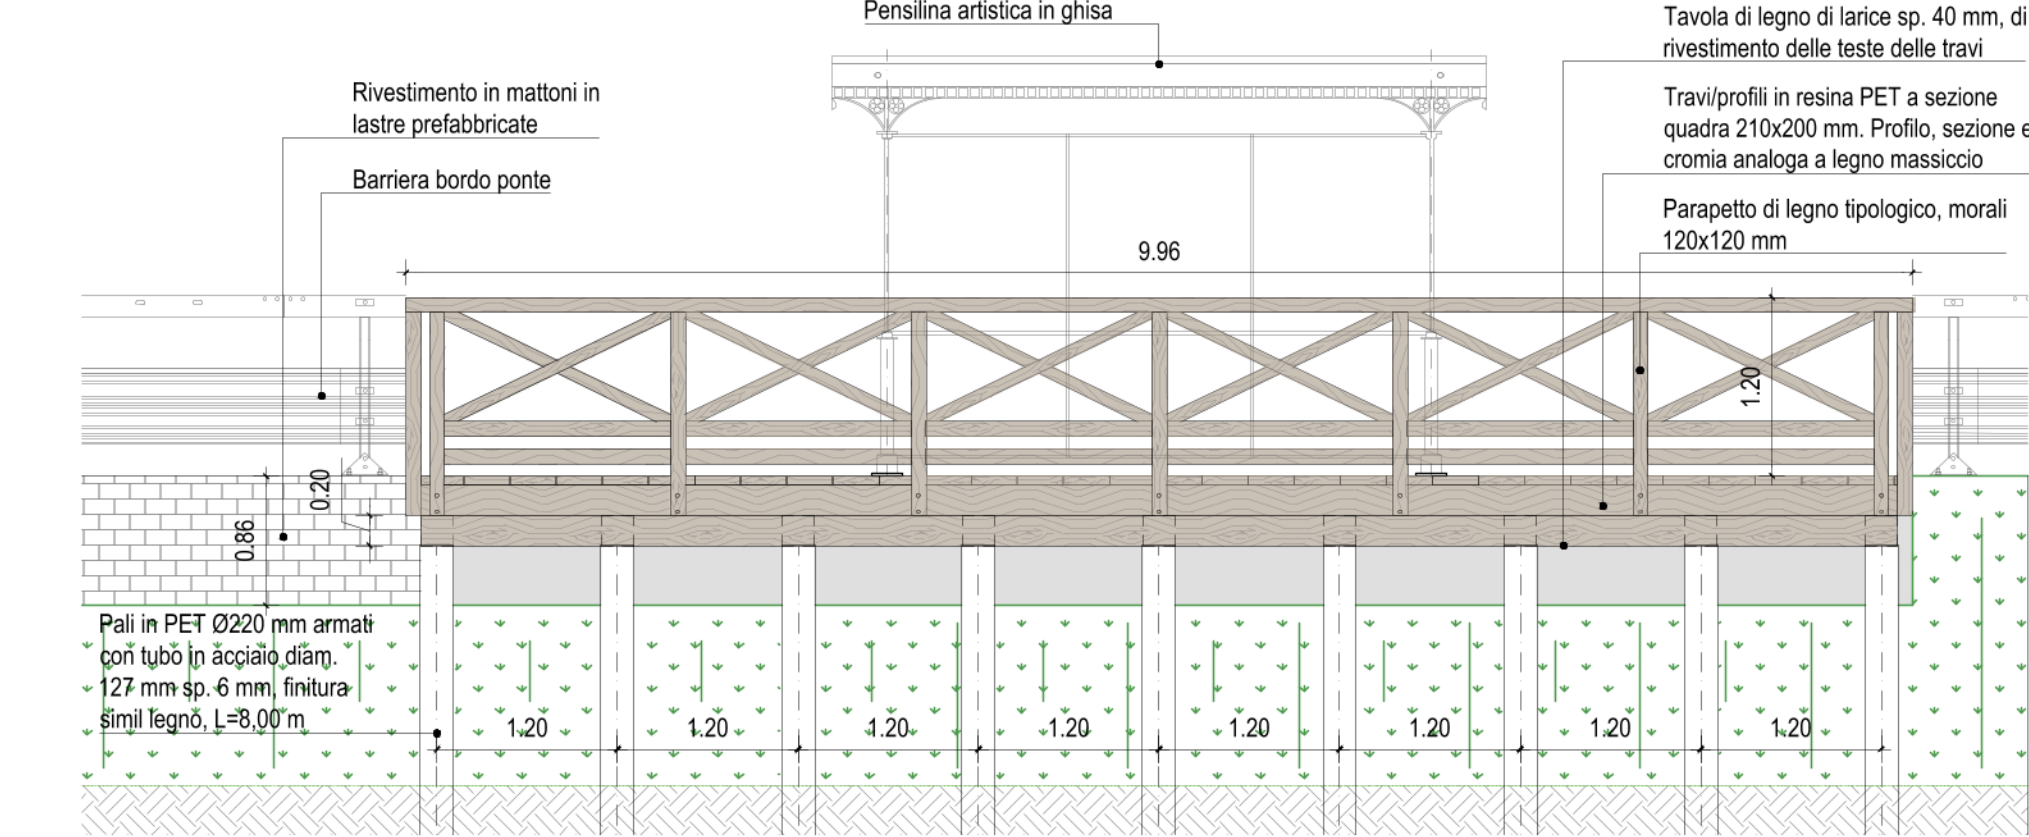 Pensilina artistica in ghisa
Tavola di legno di larice sp. 40 mm, di
rivestimento delle teste delle travi
Rivestimento in mattoni in
lastre prefabbricate
Travi/profili in resina PET a sezione
quadra 210x200 mm. Profilo, sezione e
cromia analoga a legno massiccio
Barriera bordo ponte
Parapetto di legno tipologico, morali
120x120 mm
9.96
1.20
0.20
0.86
Pali in PET Ø220 mm armati
con tubo in acciaio diam.
127 mm sp. 6 mm, finitura
simil legno, L=8,00 m
1.20 1.20 1.20 1.20 1.20 1.20 1.20 1.20